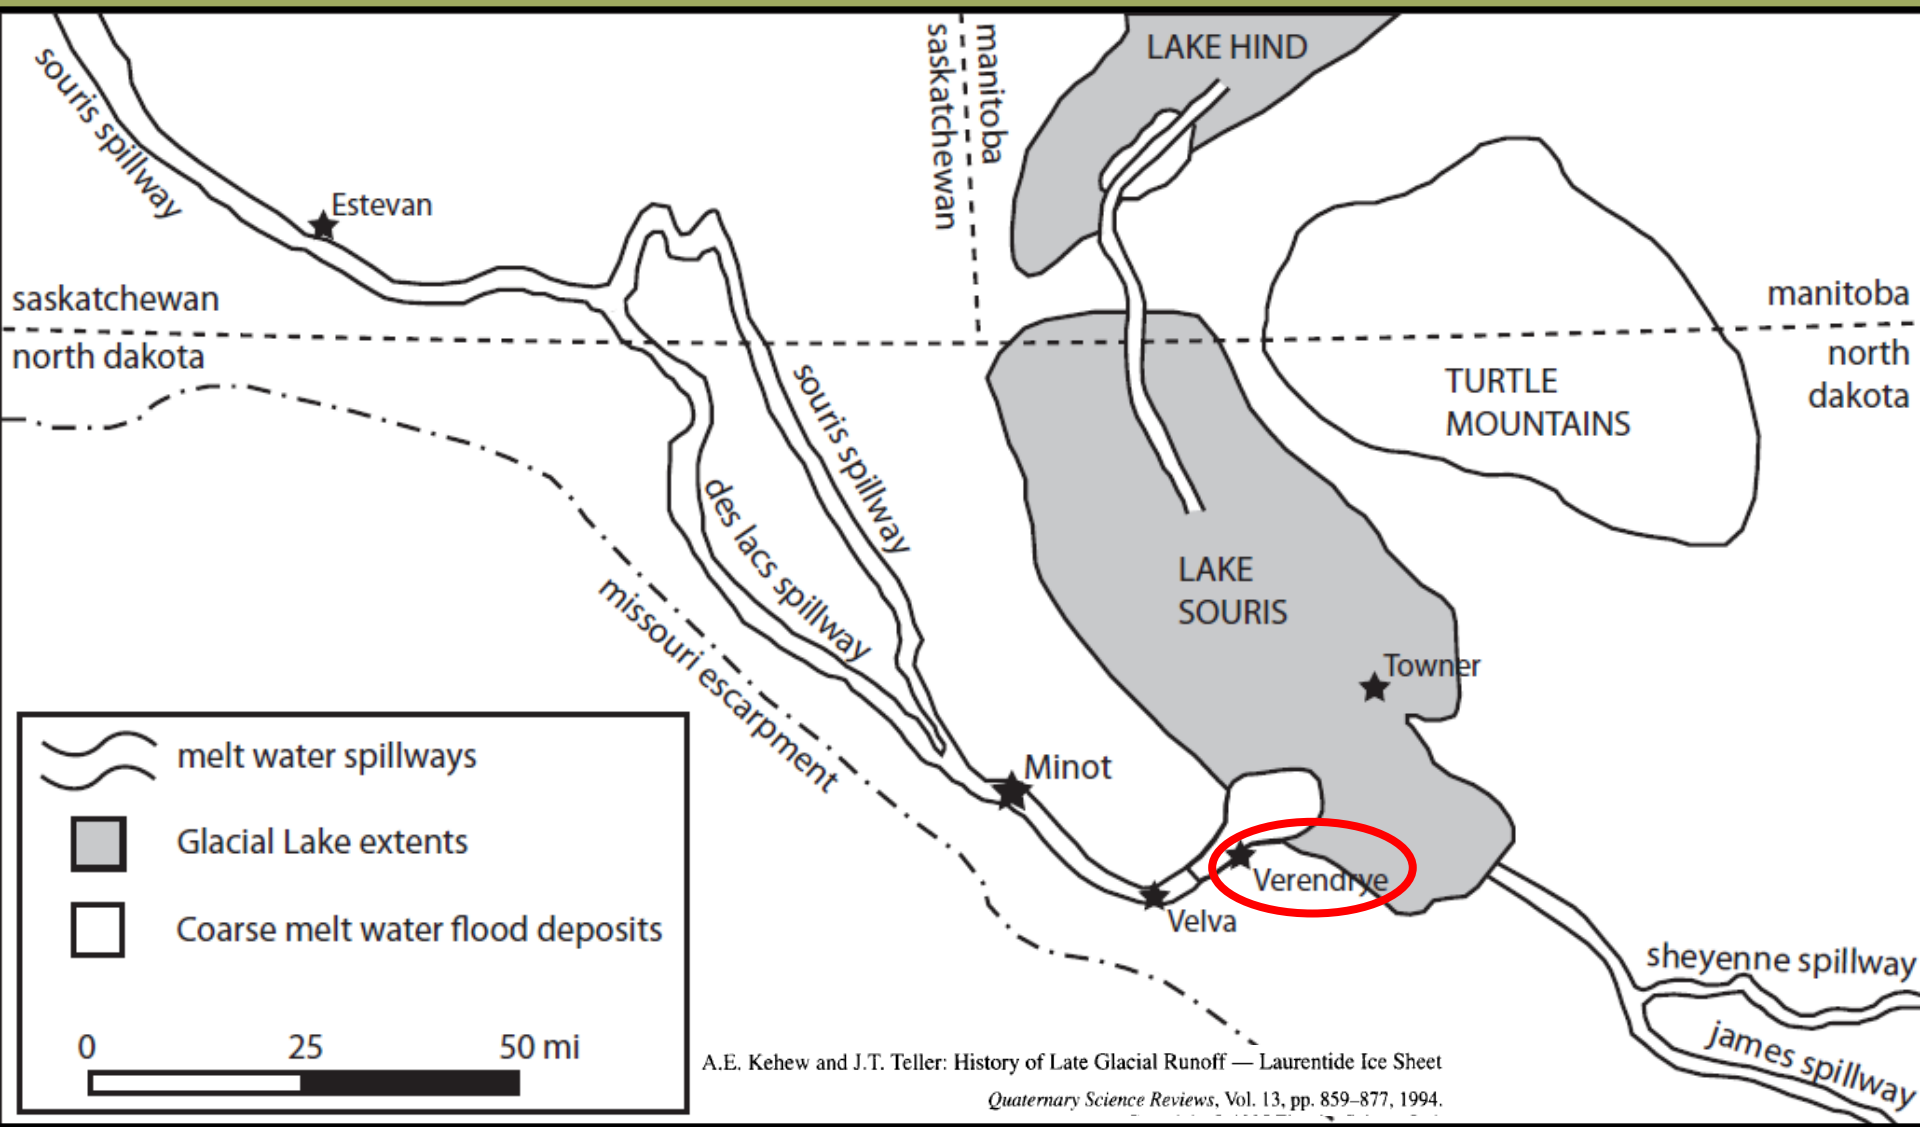 LAKE HIND
manitoba
saskatchewan
souris spillway
Estevan
saskatchewan
north dakota
manitoba
north
dakota
TURTLE
MOUNTAINS
souris spillway
des lacs spillway
missouri escarpment
LAKE
SOURIS
Towner
Minot
Verendrye
Velva
sheyenne spillway
james spillway
melt water spillways
Glacial Lake extents
Coarse melt water flood deposits
0 25 50 mi
A.E. Kehew and J.T. Teller: History of Late Glacial Runoff — Laurentide Ice Sheet
Quaternary Science Reviews, Vol. 13, pp. 859–877, 1994.